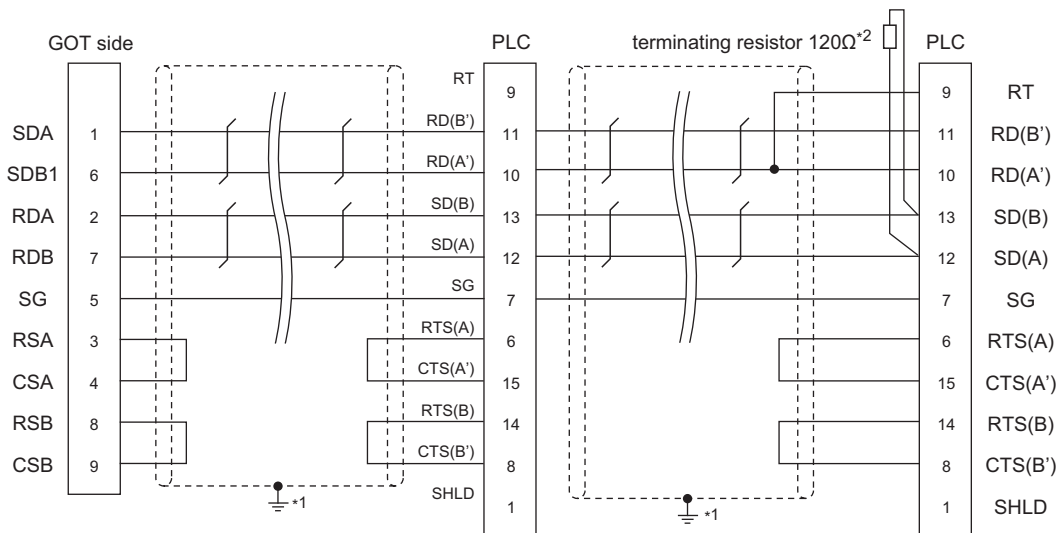 GOT side PLC terminating resistor 120Ω*2 PLC
RT 9 9 RT
SDA 1 RD(B') 11 11 RD(B')
SDB1 6 RD(A') 10 10 RD(A')
RDA 2 SD(B) 13 13 SD(B)
RDB 7 SD(A) 12 12 SD(A)
SG 5 SG 7 7 SG
RSA 3 RTS(A) 6 6 RTS(A)
CSA 4 CTS(A') 15 15 CTS(A')
RSB 8 RTS(B) 14 14 RTS(B)
CSB 9 CTS(B') 8 8 CTS(B')
*1 SHLD 1 *1 1 SHLD